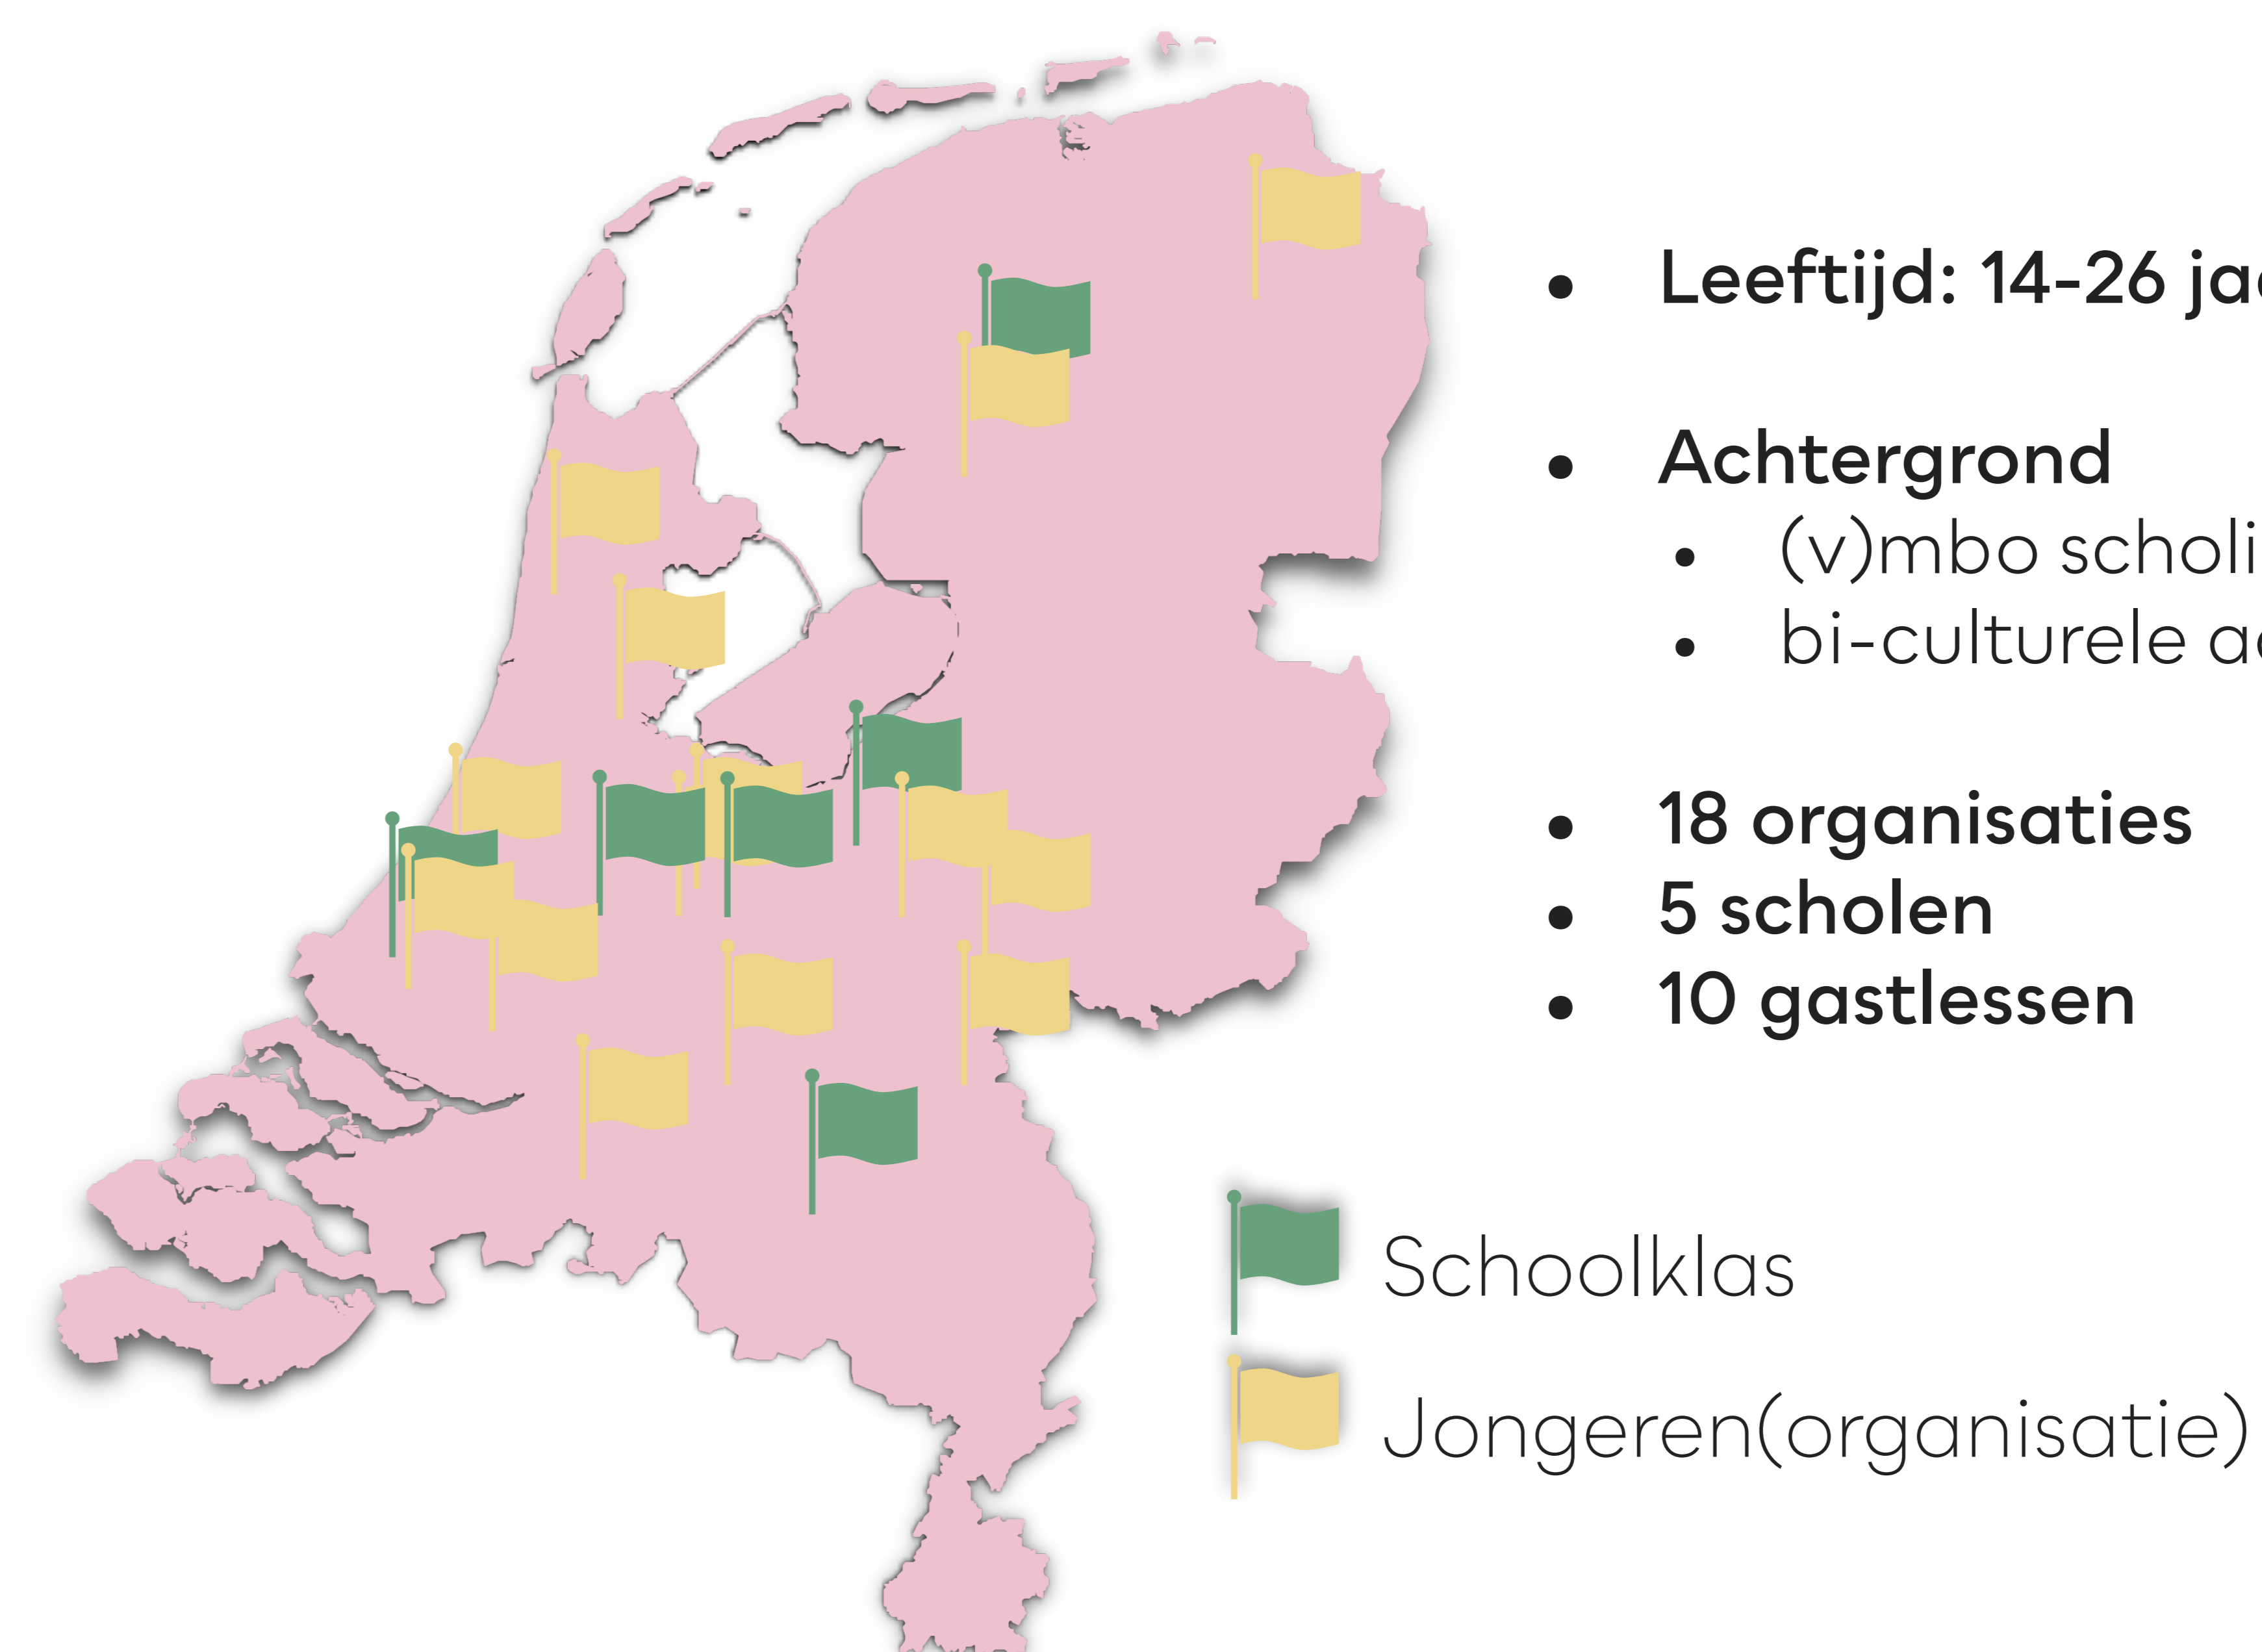 Leeftijd: 14-26
Achtergrond
(v)mbo
bi-culturele
18 organisaties
5 scholen
10 gastlessen
Schoolklas
Jongeren(organisatie)